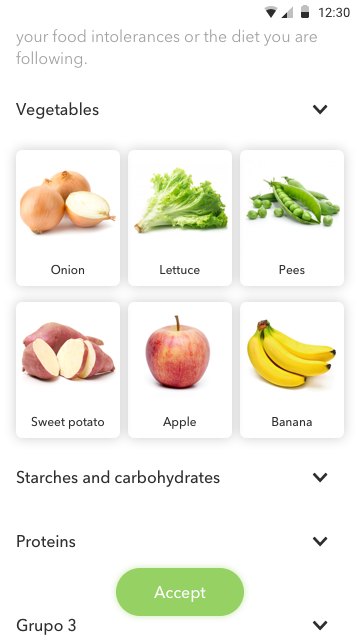 12:30
your food intolerances or the diet you are
following.
Vegetables
Onion
Lettuce
Pees
Sweet potato
Apple
Banana
Starches and carbohydrates
Proteins
Accept
Grupo 3